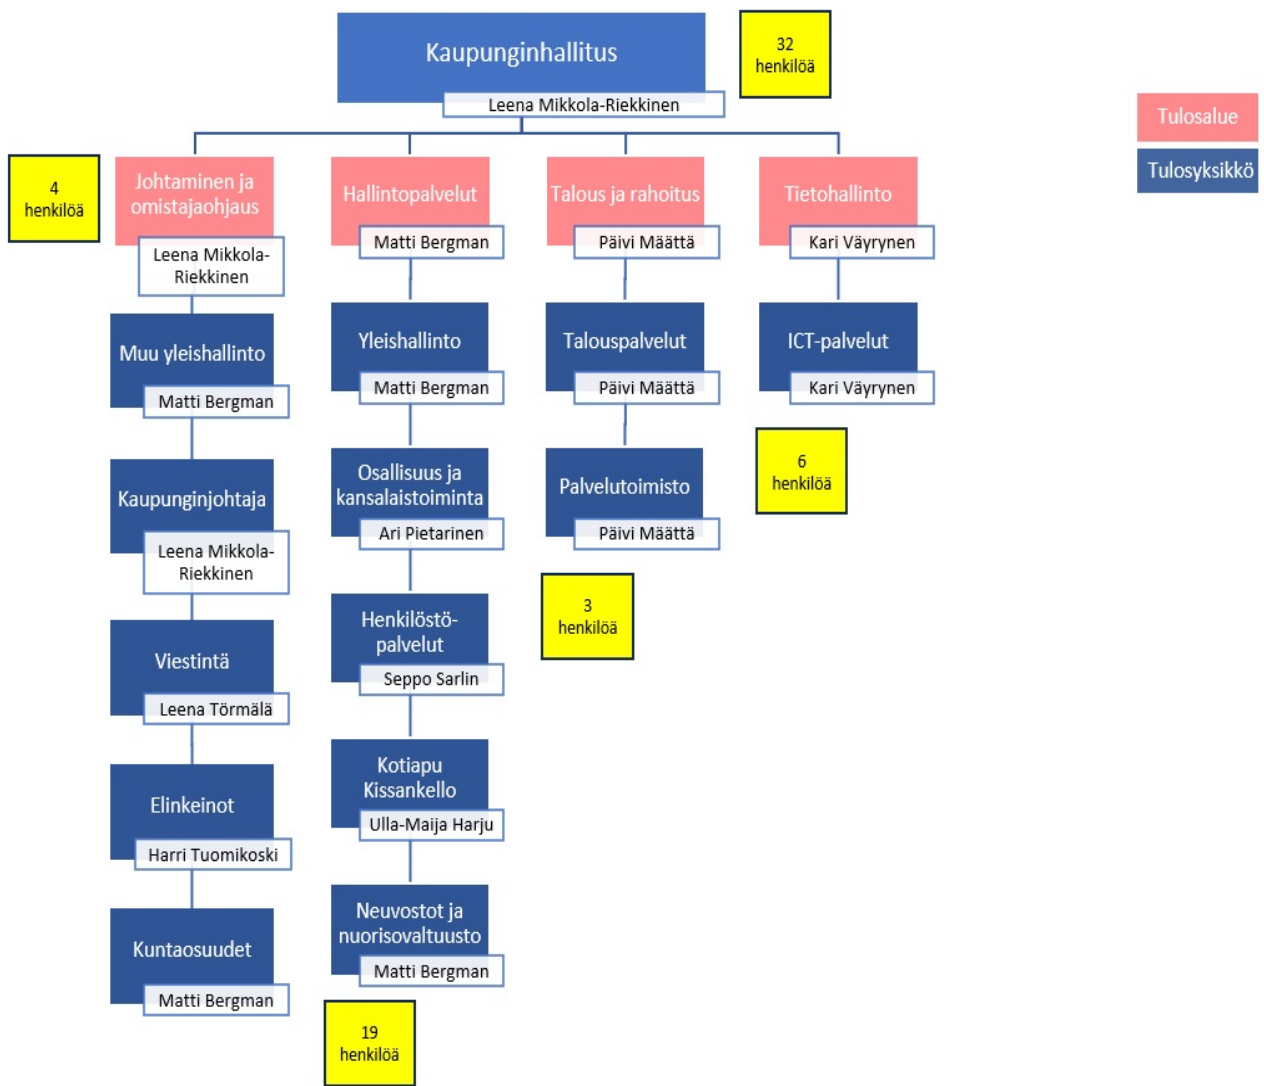 Kaupunginhallitus
Leena Mikkola-Riekkinen
32
henkilöä
Tulosalue
Tulosyksikkö
4
henkilöä
Johtaminen ja
omistajaohjaus
Leena Mikkola-
Riekkinen
Muu yleishallinto
Matti Bergman
Kaupunginjohtaja
Leena Mikkola-
Riekkinen
Viestintä
Leena Törmälä
Elinkeinot
Harri Tuomikoski
Kuntaosuudet
Matti Bergman
Hallintopalvelut
Matti Bergman
Yleishallinto
Matti Bergman
Osallisuus ja
kansalaistoiminta
Ari Pietarinen
Henkilöstö-
palvelut
Seppo Sarlin
Kotiapu
Kissankello
Ulla-Maija Harju
Neuvostot ja
nuorisovaltuusto
Matti Bergman
19
henkilöä
Talous ja rahoitus
Päivi Määttä
Talouspalvelut
Päivi Määttä
Palvelutoimisto
Päivi Määttä
3
henkilöä
Tietohallinto
Kari Väyrynen
ICT-palvelut
Kari Väyrynen
6
henkilöä